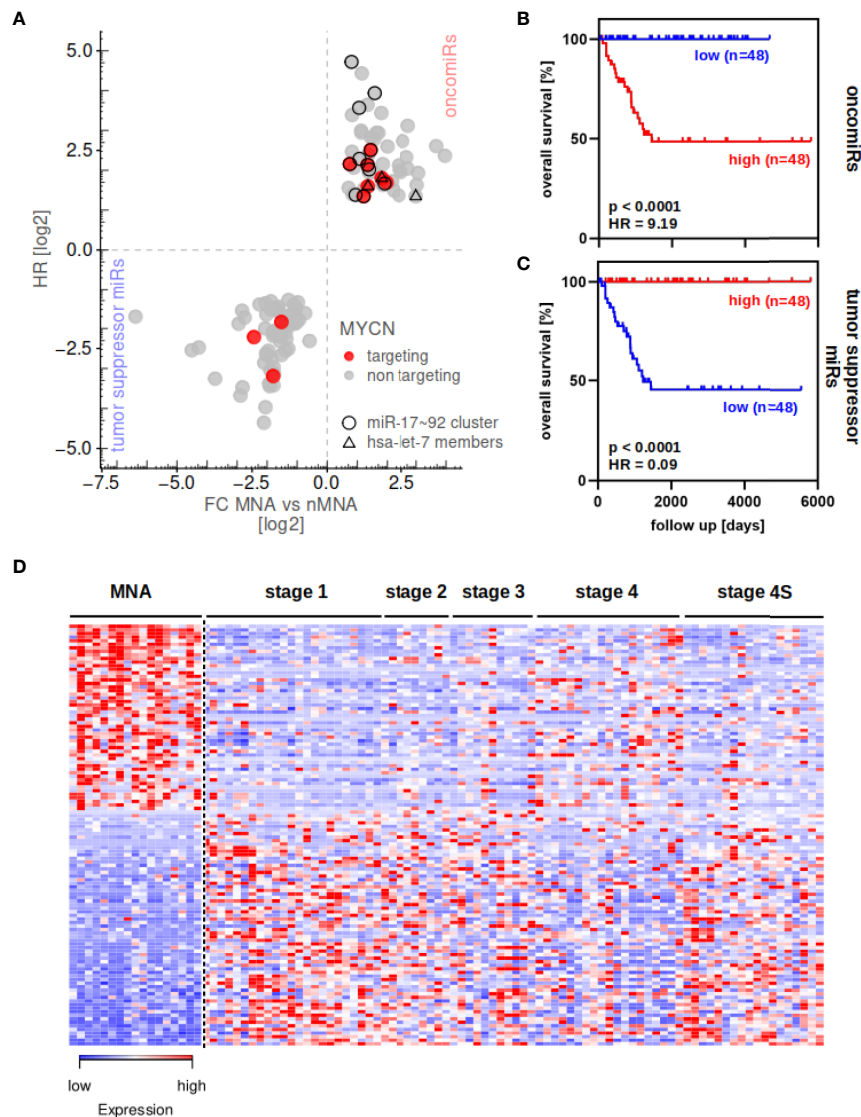 A
5.0
2.5
0.0
−2.5
−5.0
HR [log2]
oncomiRs
tumor suppressor miRs
MYCN
targeting
non targeting
miR-17~92 cluster
hsa-let-7 members
−7.5 −5.0 −2.5 0.0 2.5
FC MNA vs nMNA
[log2]
B
100
50
0
overall survival [%]
low (n=48)
high (n=48)
p < 0.0001
HR = 9.19
0 2000 4000 6000
oncomiRs
C
100
50
0
overall survival [%]
high (n=48)
low (n=48)
p < 0.0001
HR = 0.09
0 2000 4000 6000
follow up [days]
tumor suppressor
miRs
D
MNA stage 1 stage 2 stage 3 stage 4 stage 4S
low high
Expression